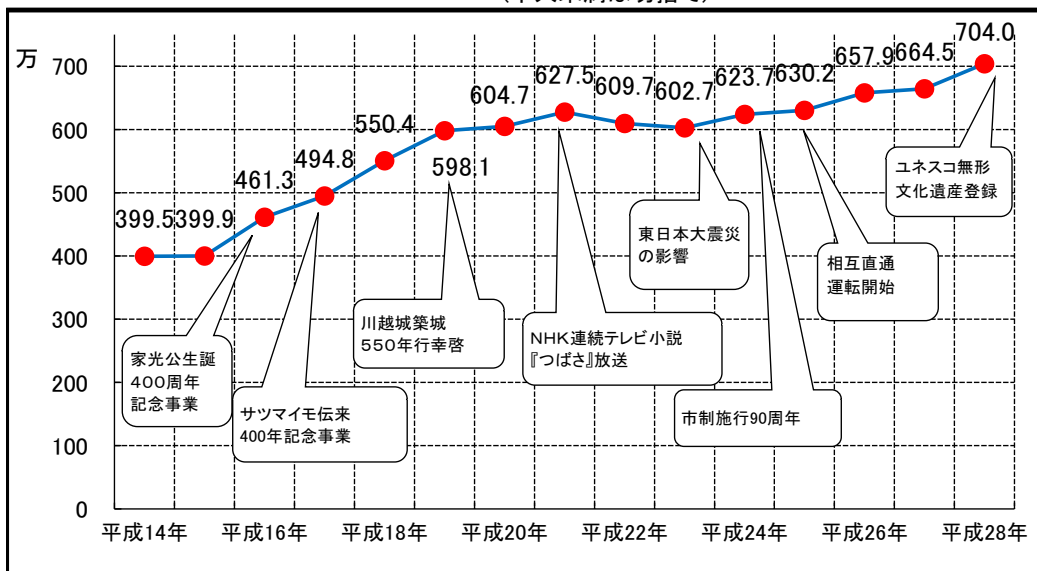 万
700
600
500
400
300
200
100
0
399.5
399.9
461.3
494.8
550.4
598.1
604.7
627.5
609.7
602.7
623.7
630.2
657.9
664.5
704.0
家光公生誕
400周年
記念事業
サツマイモ伝来
400年記念事業
川越城築城
550年行幸啓
NHK連続テレビ小説
『つばさ』放送
東日本大震災
の影響
市制施行90周年
相互直通
運転開始
ユネスコ無形
文化遺産登録
平成14年
平成16年
平成18年
平成20年
平成22年
平成24年
平成26年
平成28年